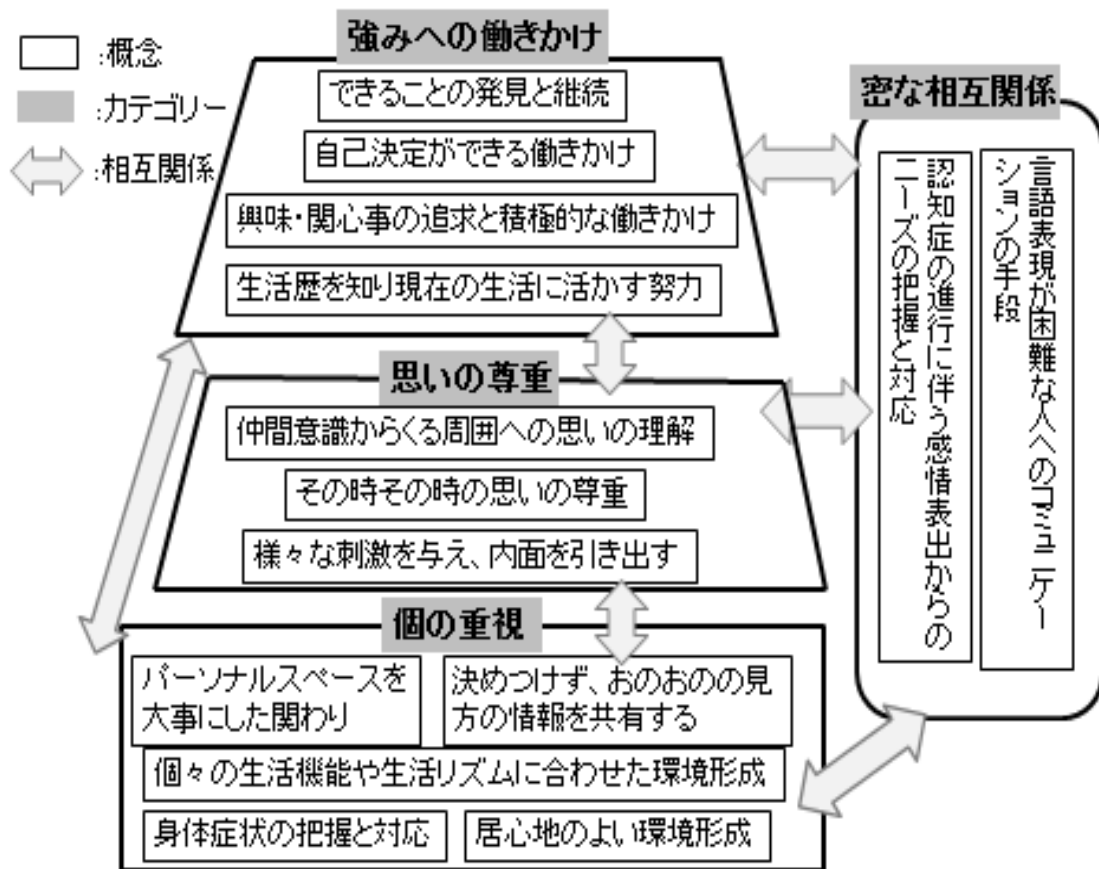 :概念
:カテゴリー
:相互関係
強みへの働きかけ
できることの発見と継続
自己決定ができる働きかけ
興味・関心事の追求と積極的な働きかけ
生活歴を知り現在の生活に活かす努力
思いの尊重
仲間意識からくる周囲への思いの理解
その時その時の思いの尊重
様々な刺激を与え、内面を引き出す
個の重視
パーソナルスペースを
大事にした関わり
決めつけず、おのおのの見
方の情報を共有する
個々の生活機能や生活リズムに合わせた環境形成
身体症状の把握と対応
居心地のよい環境形成
密な相互関係
言語表現が困難な人へのコミュニケー
ションの手段
認知症の進行に伴う感情表出からの
ニーズの把握と対応